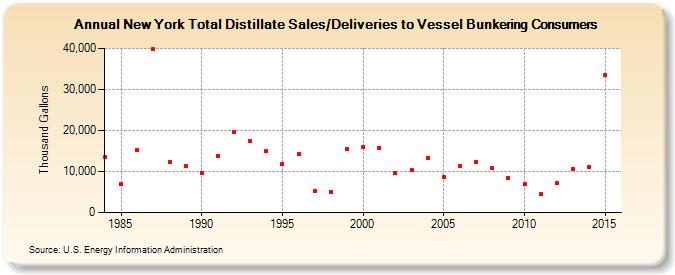 Annual New York Total Distillate Sales/Deliveries to Vessel Bunkering Consumers
Thousand Gallons
40,000
30,000
20,000
10,000
0
1985 1990 1995 2000 2005 2010 2015
Source: U.S. Energy Information Administration